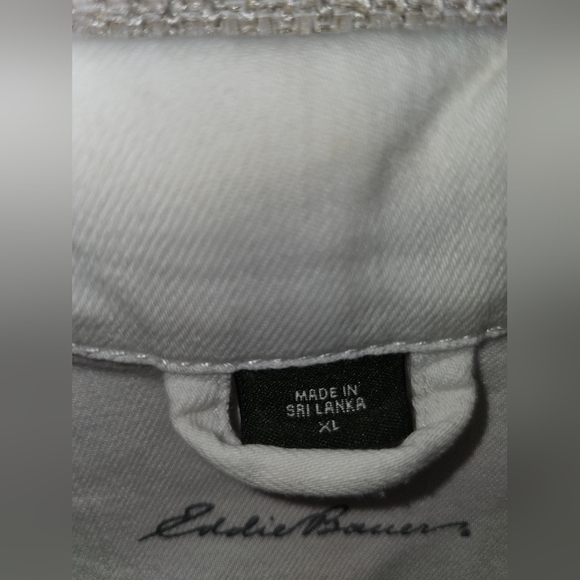 MADE IN
SRI LANKA
XL
Eddie Bauer